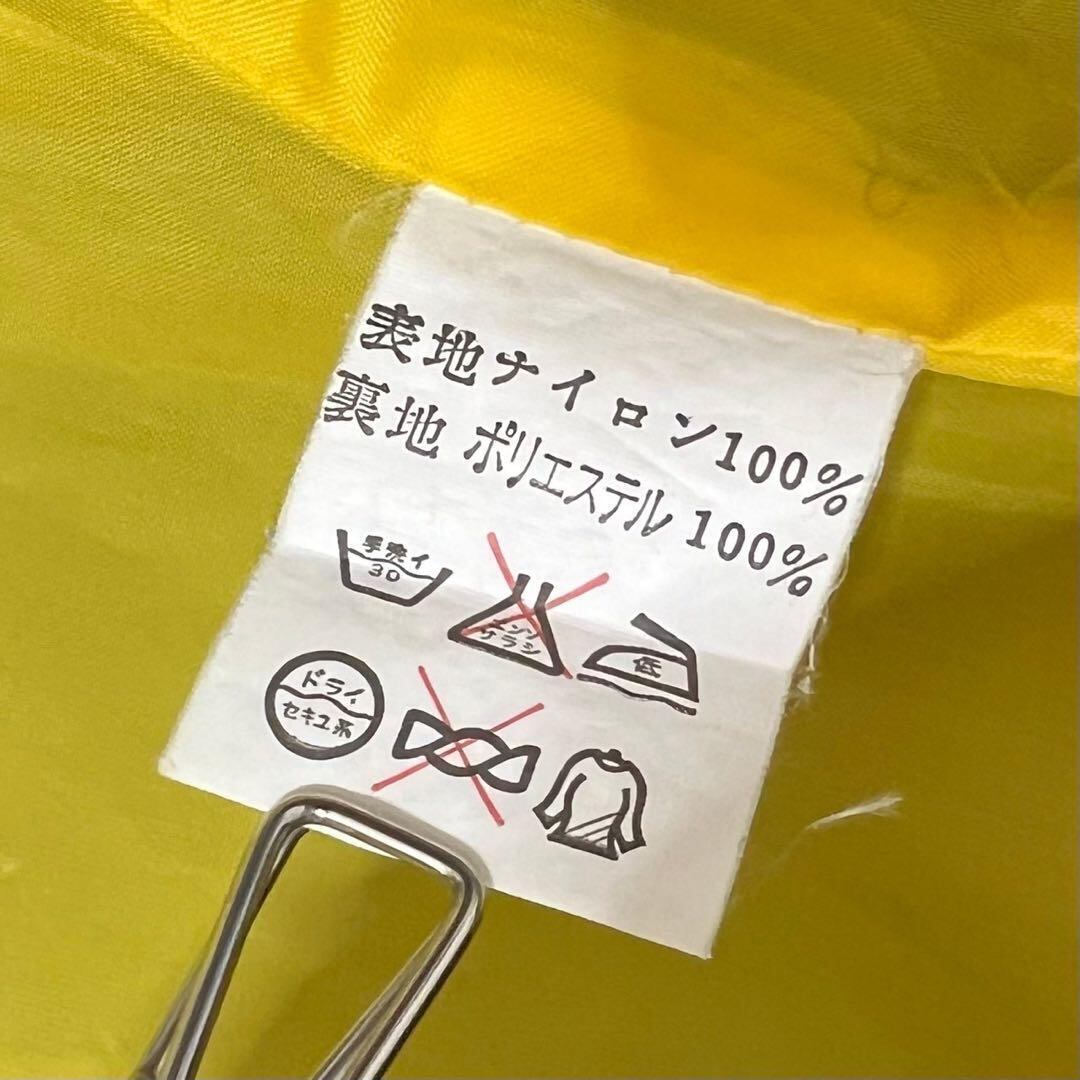 表地ナイロン100%
裏地 ポリエステル 100%
手洗イ
30
エンソ
サラシ
低
ドライ
セキユ系